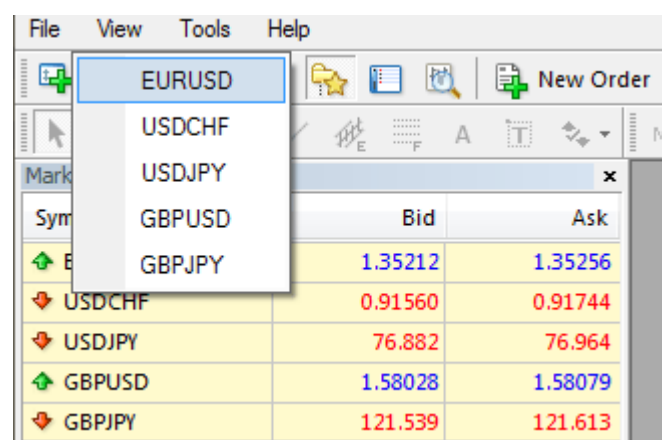 File View Tools Help
EURUSD
USDCHF
USDJPY
GBPUSD
GBPJPY
New Order
E F A T
Mark x
Sym Bid Ask
E 1.35212 1.35256
USDCHF 0.91560 0.91744
USDJPY 76.882 76.964
GBPUSD 1.58028 1.58079
GBPJPY 121.539 121.613